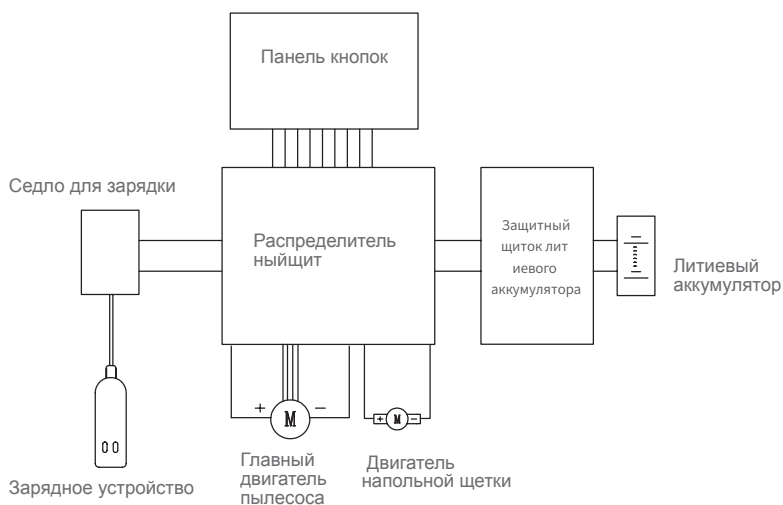 Панель кнопок
Седло для зарядки
Распределитель
ныйщит
Защитный
щиток лит
иевого
аккумулятора
Литиевый
аккумулятор
+ M −
+ M −
Главный
двигатель
пылесоса
Двигатель
напольной щетки
Зарядное устройство